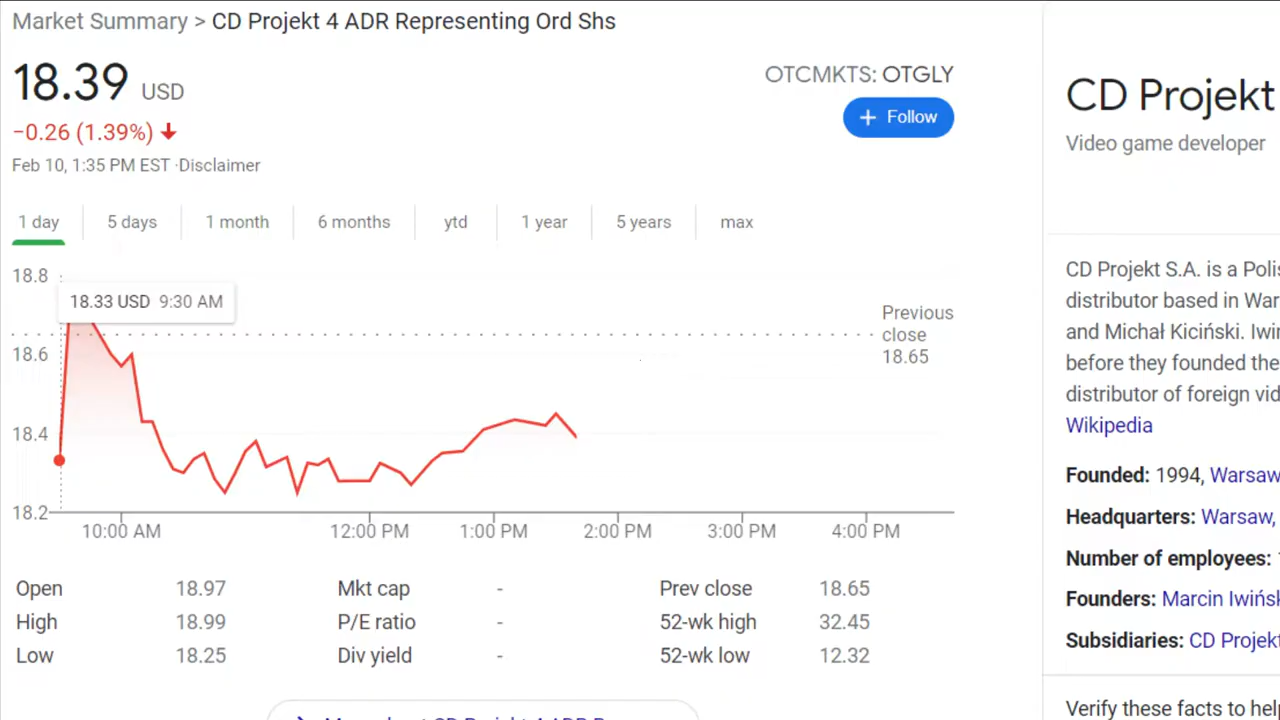 Market Summary > CD Projekt 4 ADR Representing Ord Shs
18.39 USD
−0.26 (1.39%)
Feb 10, 1:35 PM EST ·Disclaimer
OTCMKTS: OTGLY
+ Follow
1 day 5 days 1 month 6 months ytd 1 year 5 years max
18.8
18.33 USD 9:30 AM
Previous
close
18.65
18.6
18.4
18.2
10:00 AM 12:00 PM 1:00 PM 2:00 PM 3:00 PM 4:00 PM
Open 18.97 Mkt cap - Prev close 18.65
High 18.99 P/E ratio - 52-wk high 32.45
Low 18.25 Div yield - 52-wk low 12.32
CD Projekt
Video game developer
CD Projekt S.A. is a Polis
distributor based in War
and Michał Kiciński. Iwi
before they founded the
distributor of foreign vid
Wikipedia
Founded: 1994, Warsaw
Headquarters: Warsaw,
Number of employees:
Founders: Marcin Iwińsk
Subsidiaries: CD Projekt
Verify these facts to help